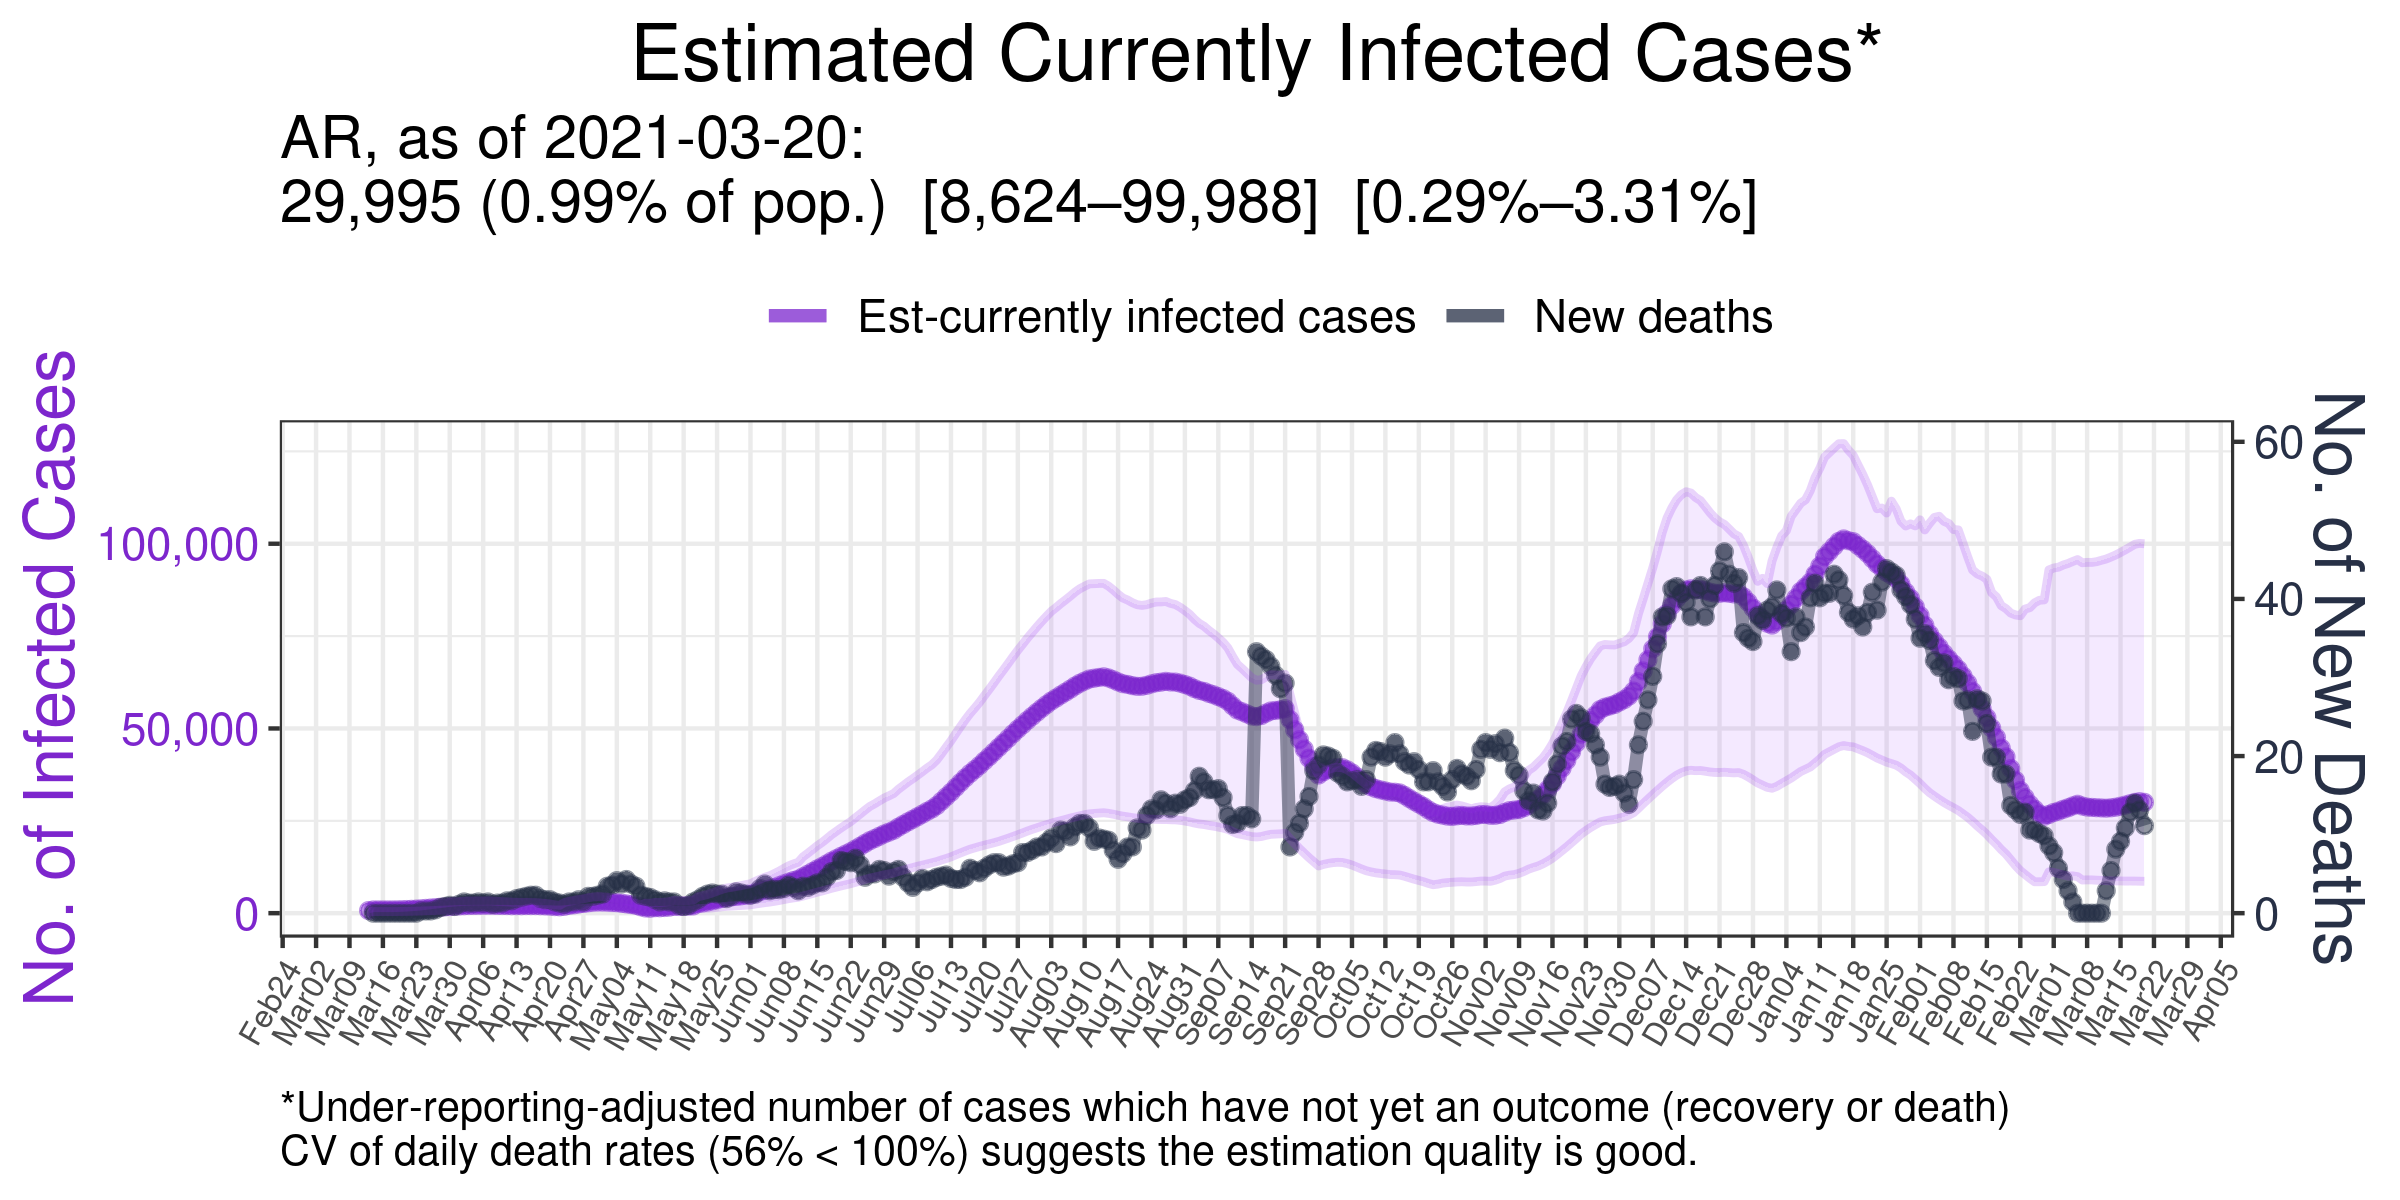 Estimated Currently Infected Cases*
AR, as of 2021-03-20:
29,995 (0.99% of pop.) [8,624–99,988] [0.29%–3.31%]
Est-currently infected cases New deaths
No. of Infected Cases
100,000
50,000
0
60
40
20
0
No. of New Deaths
Feb24 Mar02 Mar09 Mar16 Mar23 Mar30 Apr06 Apr13 Apr20 Apr27 May04 May11 May18 May25 Jun01 Jun08 Jun15 Jun22 Jun29 Jul06 Jul13 Jul20 Jul27 Aug03 Aug10 Aug17 Aug24 Aug31 Sep07 Sep14 Sep21 Sep28 Oct05 Oct12 Oct19 Oct26 Nov02 Nov09 Nov16 Nov23 Nov30 Dec07 Dec14 Dec21 Dec28 Jan04 Jan11 Jan18 Jan25 Feb01 Feb08 Feb15 Feb22 Mar01 Mar08 Mar15 Mar22 Mar29 Apr05
*Under-reporting-adjusted number of cases which have not yet an outcome (recovery or death)
CV of daily death rates (56% < 100%) suggests the estimation quality is good.